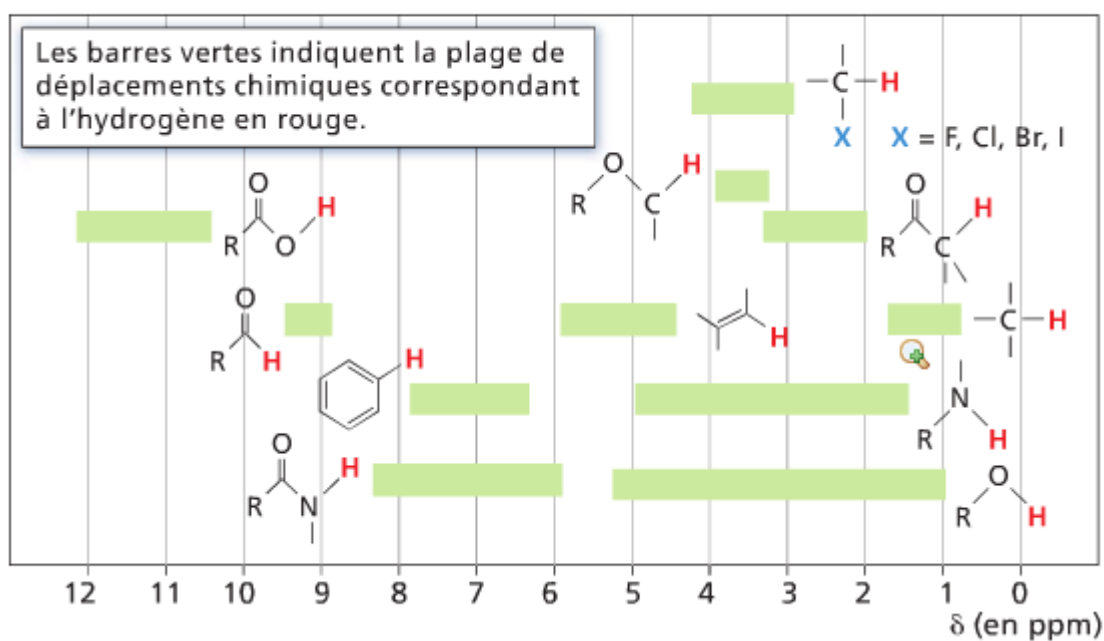 Les barres vertes indiquent la plage de
déplacements chimiques correspondant
à l'hydrogène en rouge.
C H
X X = F, Cl, Br, I
O H
R C
O
R C H
O H
R O
O
R H
H
C H
H
N
R H
O H
R N
O
R H
12 11 10 9 8 7 6 5 4 3 2 1 0
δ (en ppm)